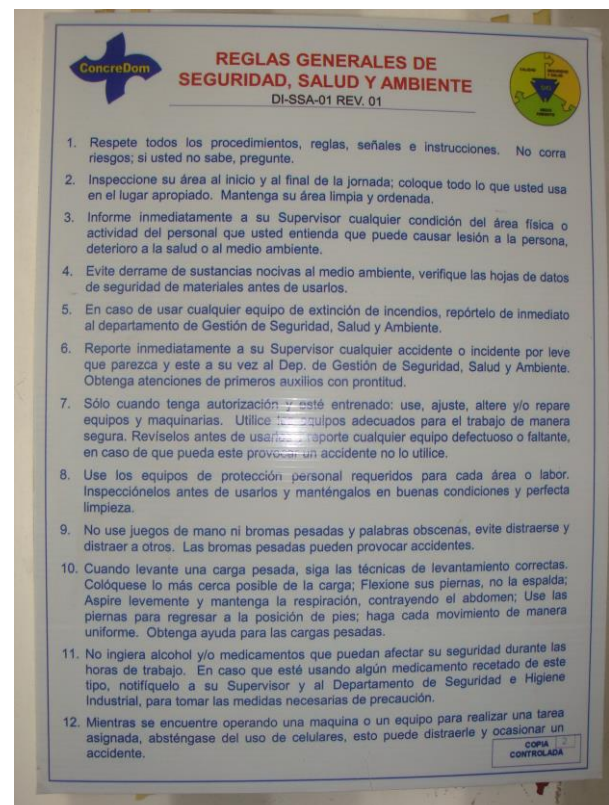 ConcreDom
REGLAS GENERALES DE
SEGURIDAD, SALUD Y AMBIENTE
DI-SSA-01 REV. 01
1. Respete todos los procedimientos, reglas, señales e instrucciones. No corra
riesgos; si usted no sabe, pregunte.
2. Inspeccione su área al inicio y al final de la jornada; coloque todo lo que usted usa
en el lugar apropiado. Mantenga su área limpia y ordenada.
3. Informe inmediatamente a su Supervisor cualquier condición del área física o
actividad del personal que usted entienda que puede causar lesión a la persona,
deterioro a la salud o al medio ambiente.
4. Evite derrame de sustancias nocivas al medio ambiente, verifique las hojas de datos
de seguridad de materiales antes de usarlos.
5. En caso de usar cualquier equipo de extinción de incendios, repórtelo de inmediato
al departamento de Gestión de Seguridad, Salud y Ambiente.
6. Reporte inmediatamente a su Supervisor cualquier accidente o incidente por leve
que parezca y este a su vez al Dep. de Gestión de Seguridad, Salud y Ambiente.
Obtenga atenciones de primeros auxilios con prontitud.
7. Sólo cuando tenga autorización y esté entrenado: use, ajuste, altere y/o repare
equipos y maquinarias. Utilice equipos adecuados para el trabajo de manera
segura. Revíselos antes de usarlos reporte cualquier equipo defectuoso o faltante,
en caso de que pueda este provocar un accidente no lo utilice.
8. Use los equipos de protección personal requeridos para cada área o labor.
Inspecciónelos antes de usarlos y manténgalos en buenas condiciones y perfecta
limpieza.
9. No use juegos de mano ni bromas pesadas y palabras obscenas, evite distraerse y
distraer a otros. Las bromas pesadas pueden provocar accidentes.
10. Cuando levante una carga pesada, siga las técnicas de levantamiento correctas.
Colóquese lo más cerca posible de la carga; Flexione sus piernas, no la espalda;
Aspire levemente y mantenga la respiración, contrayendo el abdomen; Use las
piernas para regresar a la posición de pies; haga cada movimiento de manera
uniforme. Obtenga ayuda para las cargas pesadas.
11. No ingiera alcohol y/o medicamentos que puedan afectar su seguridad durante las
horas de trabajo. En caso que esté usando algún medicamento recetado de este
tipo, notifíquelo a su Supervisor y al Departamento de Seguridad e Higiene
Industrial, para tomar las medidas necesarias de precaución.
12. Mientras se encuentre operando una maquina o un equipo para realizar una tarea
asignada, absténgase del uso de celulares, esto puede distraerle y ocasionar un
accidente.
COPIA
CONTROLADA